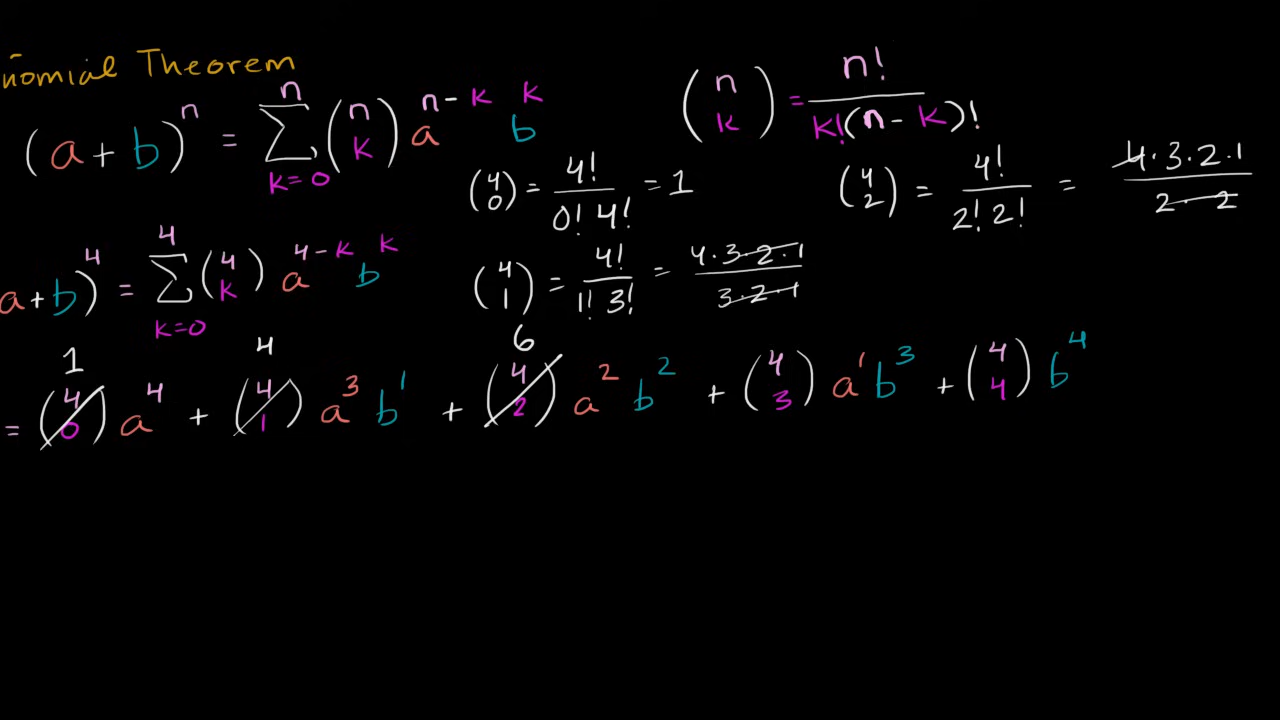 nomial Theorem
(a + b)^n = Σ_{k=0}^{n} (n k) a^{n-k} b^k
(n k) = n! / k!(n - k)!
(4 0) = 4! / 0! 4! = 1
(4 2) = 4! / 2! 2! = 4·3·2·1 / 2 2
a+b)^4 = Σ_{k=0}^{4} (4 k) a^{4-k} b^k
(4 1) = 4! / 1! 3! = 4·3·2·1 / 3·2·1
1 4 6
= (4 0) a^4 + (4 1) a^3 b^1 + (4 2) a^2 b^2 + (4 3) a^1 b^3 + (4 4) b^4